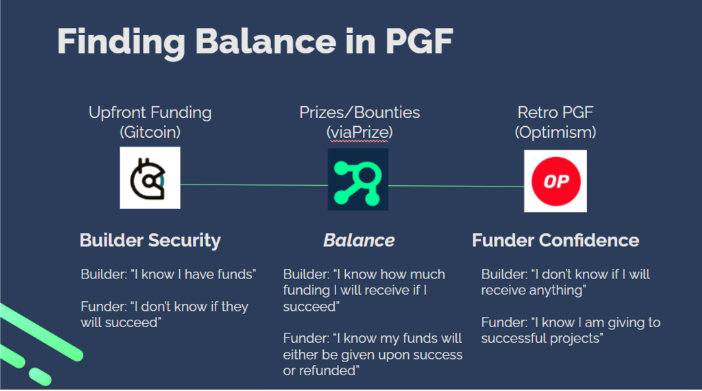 Finding Balance in PGF
Upfront Funding
(Gitcoin)
Prizes/Bounties
(viaPrize)
Retro PGF
(Optimism)
OP
Builder Security
Builder: "I know I have funds"
Funder: "I don't know if they
will succeed"
Balance
Builder: "I know how much
funding I will receive if I
succeed"
Funder: "I know my funds will
either be given upon success
or refunded"
Funder Confidence
Builder: "I don't know if I will
receive anything"
Funder: "I know I am giving to
successful projects"